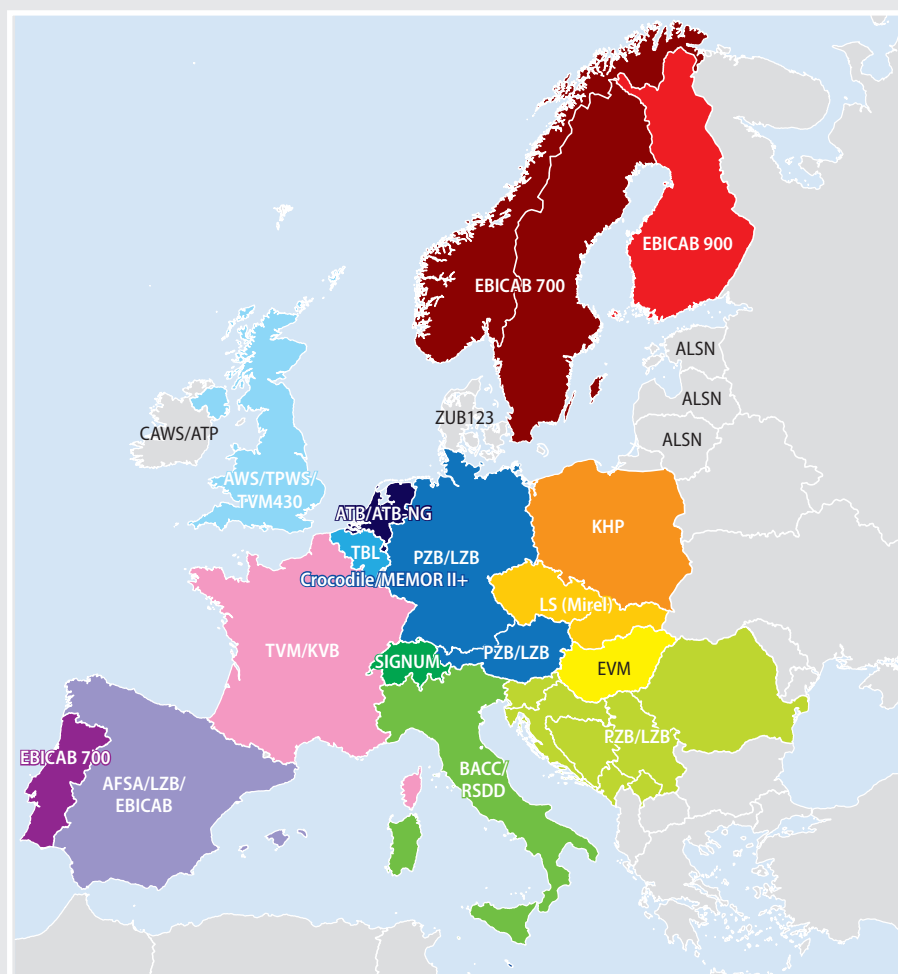 EBICAB 900
EBICAB 700
ALSN
ALSN
ZUB123
CAWS/ATP
ALSN
AWS/TPWS/
TVM430
ATB/ATB-NG
KHP
TBL
PZB/LZB
Crocodile/MEMOR II+
LS (Mirel)
TVM/KVB
PZB/LZB
SIGNUM
EVM
PZB/LZB
EBICAB 700
BACC/
RSDD
AFSA/LZB/
EBICAB